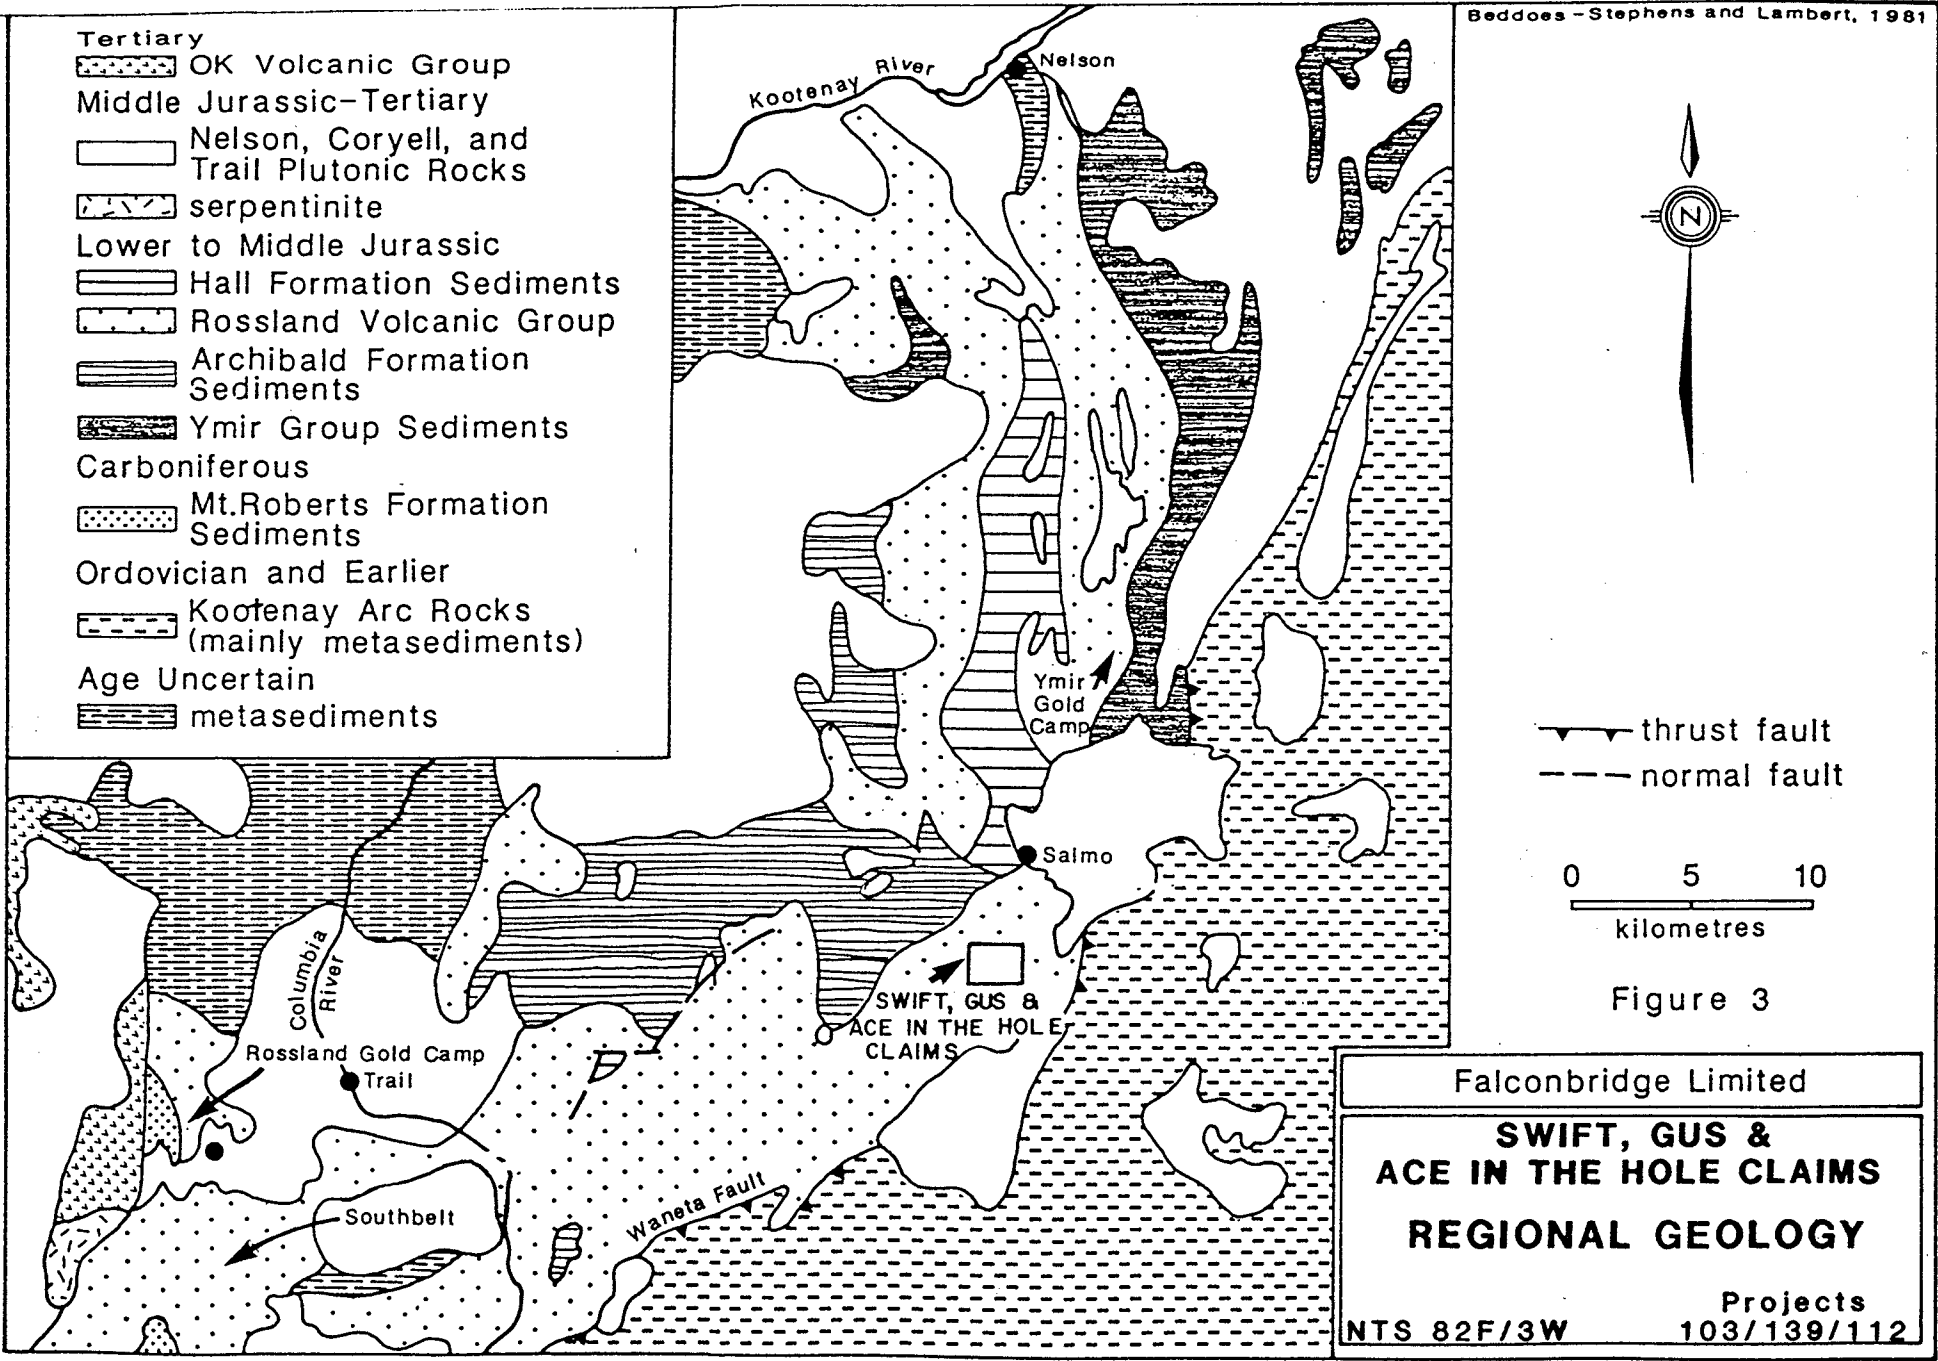 Beddoes-Stephens and Lambert, 1981
Tertiary
OK Volcanic Group
Middle Jurassic-Tertiary
Nelson, Coryell, and
Trail Plutonic Rocks
serpentinite
Lower to Middle Jurassic
Hall Formation Sediments
Rossland Volcanic Group
Archibald Formation
Sediments
Ymir Group Sediments
Carboniferous
Mt.Roberts Formation
Sediments
Ordovician and Earlier
Kootenay Arc Rocks
(mainly metasediments)
Age Uncertain
metasediments
Kootenay River
Nelson
N
Ymir
Gold
Camp
thrust fault
normal fault
Salmo
0 5 10
kilometres
Columbia
River
SWIFT, GUS &
ACE IN THE HOLE
CLAIMS
Figure 3
Rossland Gold Camp
Trail
Southbelt
Waneta Fault
Falconbridge Limited
SWIFT, GUS &
ACE IN THE HOLE CLAIMS
REGIONAL GEOLOGY
Projects
NTS 82F/3W 103/139/112